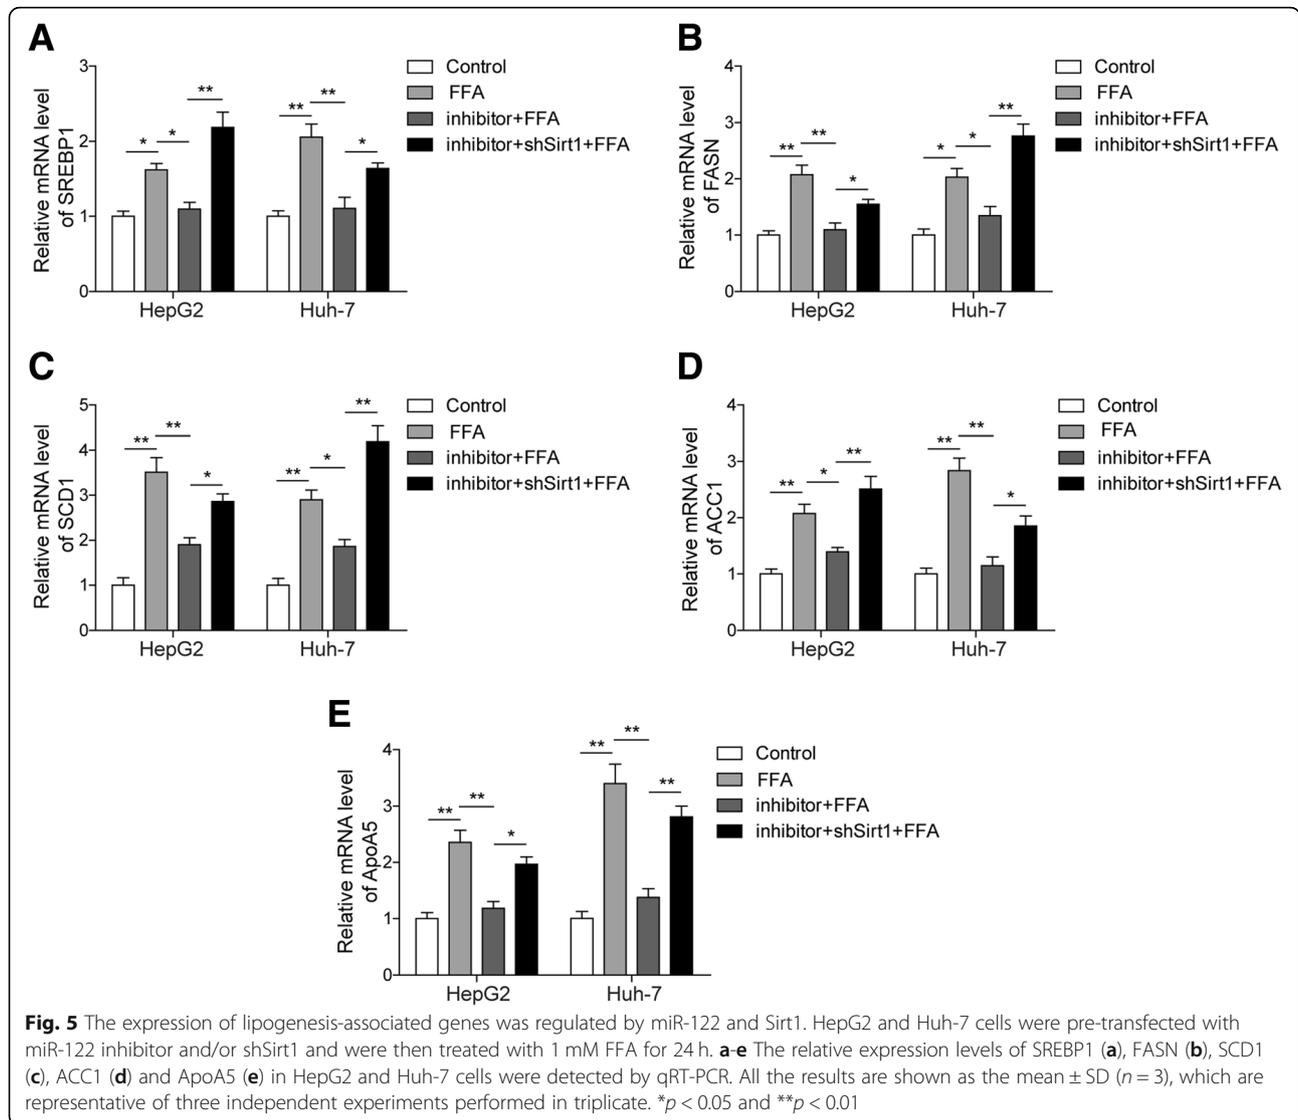 A
Relative mRNA level
of SREBP1
3
2
1
0
* * ** ** ** *
HepG2 Huh-7
Control
FFA
inhibitor+FFA
inhibitor+shSirt1+FFA
B
Relative mRNA level
of FASN
4
3
2
1
0
** ** * * * **
HepG2 Huh-7
Control
FFA
inhibitor+FFA
inhibitor+shSirt1+FFA
C
Relative mRNA level
of SCD1
5
4
3
2
1
0
** ** * ** * **
HepG2 Huh-7
Control
FFA
inhibitor+FFA
inhibitor+shSirt1+FFA
D
Relative mRNA level
of ACC1
4
3
2
1
0
** * ** ** ** *
HepG2 Huh-7
Control
FFA
inhibitor+FFA
inhibitor+shSirt1+FFA
E
Relative mRNA level
of ApoA5
4
3
2
1
0
** ** * ** ** **
HepG2 Huh-7
Control
FFA
inhibitor+FFA
inhibitor+shSirt1+FFA
Fig. 5 The expression of lipogenesis-associated genes was regulated by miR-122 and Sirt1. HepG2 and Huh-7 cells were pre-transfected with
miR-122 inhibitor and/or shSirt1 and were then treated with 1 mM FFA for 24 h. a-e The relative expression levels of SREBP1 (a), FASN (b), SCD1
(c), ACC1 (d) and ApoA5 (e) in HepG2 and Huh-7 cells were detected by qRT-PCR. All the results are shown as the mean ± SD (n = 3), which are
representative of three independent experiments performed in triplicate. *p < 0.05 and **p < 0.01